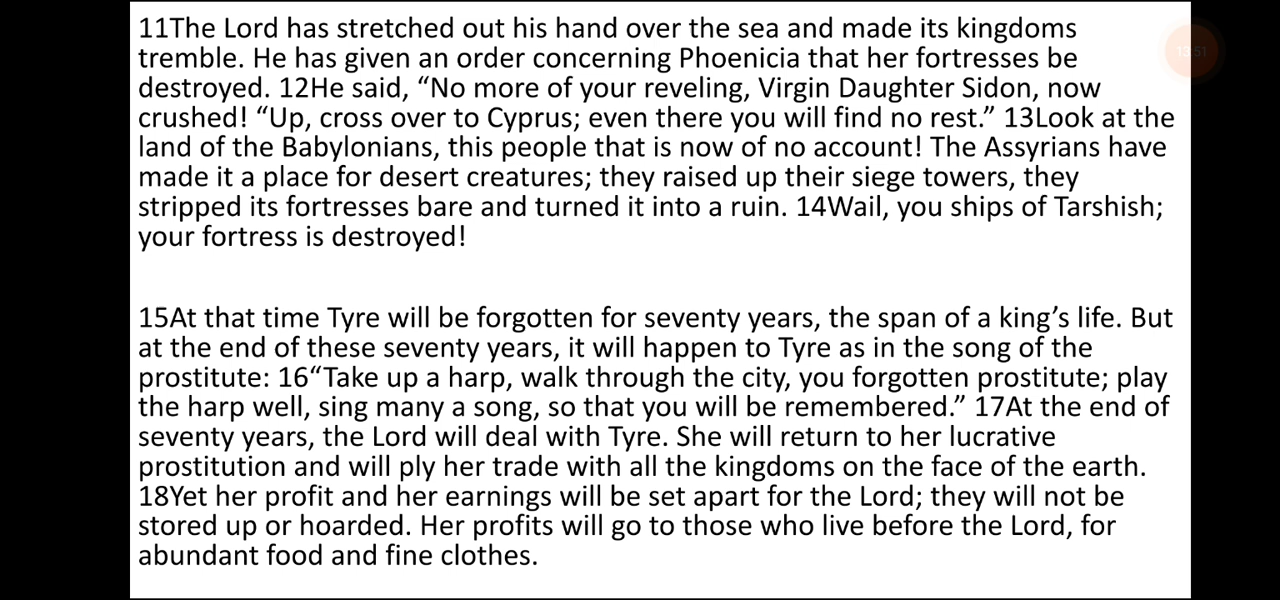 11The Lord has stretched out his hand over the sea and made its kingdoms
tremble. He has given an order concerning Phoenicia that her fortresses be
destroyed. 12He said, “No more of your reveling, Virgin Daughter Sidon, now
crushed! “Up, cross over to Cyprus; even there you will find no rest.” 13Look at the
land of the Babylonians, this people that is now of no account! The Assyrians have
made it a place for desert creatures; they raised up their siege towers, they
stripped its fortresses bare and turned it into a ruin. 14Wail, you ships of Tarshish;
your fortress is destroyed!
15At that time Tyre will be forgotten for seventy years, the span of a king’s life. But
at the end of these seventy years, it will happen to Tyre as in the song of the
prostitute: 16“Take up a harp, walk through the city, you forgotten prostitute; play
the harp well, sing many a song, so that you will be remembered.” 17At the end of
seventy years, the Lord will deal with Tyre. She will return to her lucrative
prostitution and will ply her trade with all the kingdoms on the face of the earth.
18Yet her profit and her earnings will be set apart for the Lord; they will not be
stored up or hoarded. Her profits will go to those who live before the Lord, for
abundant food and fine clothes.
13:51